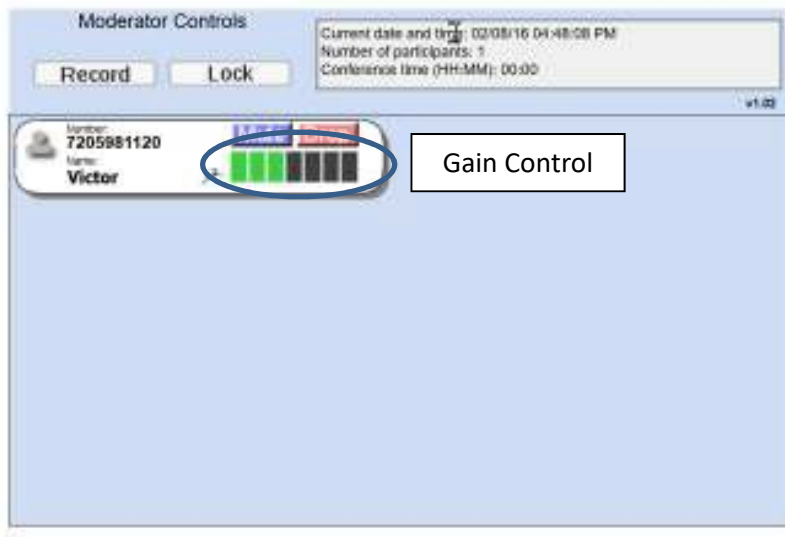 Moderator Controls
Record Lock
Current date and time: 02/08/16 04:48:08 PM
Number of participants: 1
Conference time (HH:MM): 00:00
v1.02
Number:
7205981120
Name:
Victor
Gain Control